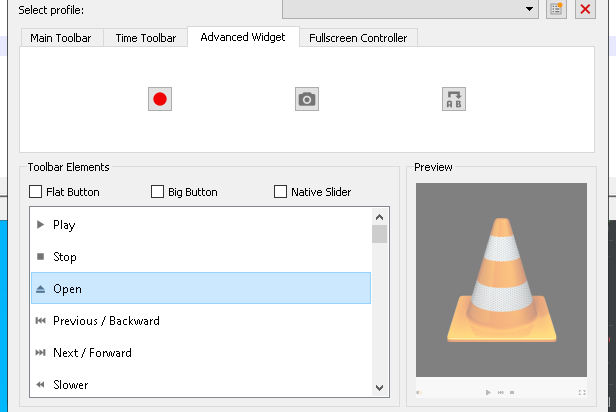 Select profile:
Main Toolbar Time Toolbar Advanced Widget Fullscreen Controller
A B
Toolbar Elements
Preview
Flat Button Big Button Native Slider
Play
Stop
Open
Previous / Backward
Next / Forward
Slower